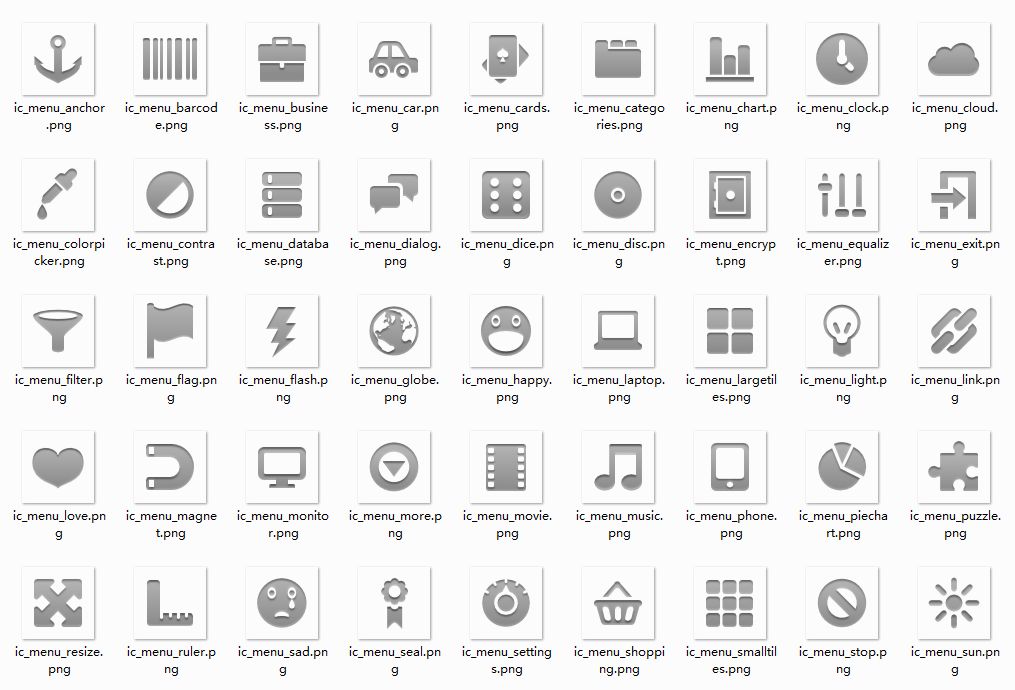 ic_menu_anchor
.png
ic_menu_barcod
e.png
ic_menu_busine
ss.png
ic_menu_car.pn
g
ic_menu_cards.
png
ic_menu_catego
ries.png
ic_menu_chart.p
ng
ic_menu_clock.p
ng
ic_menu_cloud.
png
ic_menu_colorpi
cker.png
ic_menu_contra
st.png
ic_menu_databa
se.png
ic_menu_dialog.
png
ic_menu_dice.pn
g
ic_menu_disc.pn
g
ic_menu_encryp
t.png
ic_menu_equaliz
er.png
ic_menu_exit.pn
g
ic_menu_filter.p
ng
ic_menu_flag.pn
g
ic_menu_flash.p
ng
ic_menu_globe.
png
ic_menu_happy.
png
ic_menu_laptop.
png
ic_menu_largetil
es.png
ic_menu_light.p
ng
ic_menu_link.pn
g
ic_menu_love.pn
g
ic_menu_magne
t.png
ic_menu_monito
r.png
ic_menu_more.p
ng
ic_menu_movie.
png
ic_menu_music.
png
ic_menu_phone.
png
ic_menu_piecha
rt.png
ic_menu_puzzle.
png
ic_menu_resize.
png
ic_menu_ruler.p
ng
ic_menu_sad.pn
g
ic_menu_seal.pn
g
ic_menu_setting
s.png
ic_menu_shoppi
ng.png
ic_menu_smalltil
es.png
ic_menu_stop.p
ng
ic_menu_sun.pn
g